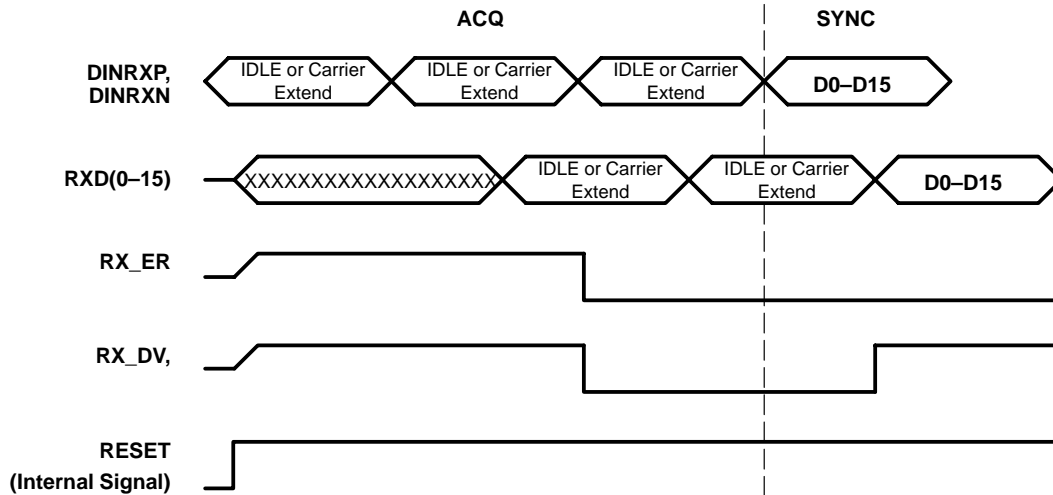 ACQ
SYNC
DINRXP,
DINRXN
IDLE or Carrier
Extend
IDLE or Carrier
Extend
IDLE or Carrier
Extend
D0–D15
RXD(0–15)
XXXXXXXXXXXXXXXXXXX
IDLE or Carrier
Extend
IDLE or Carrier
Extend
D0–D15
RX_ER
RX_DV,
RESET
(Internal Signal)